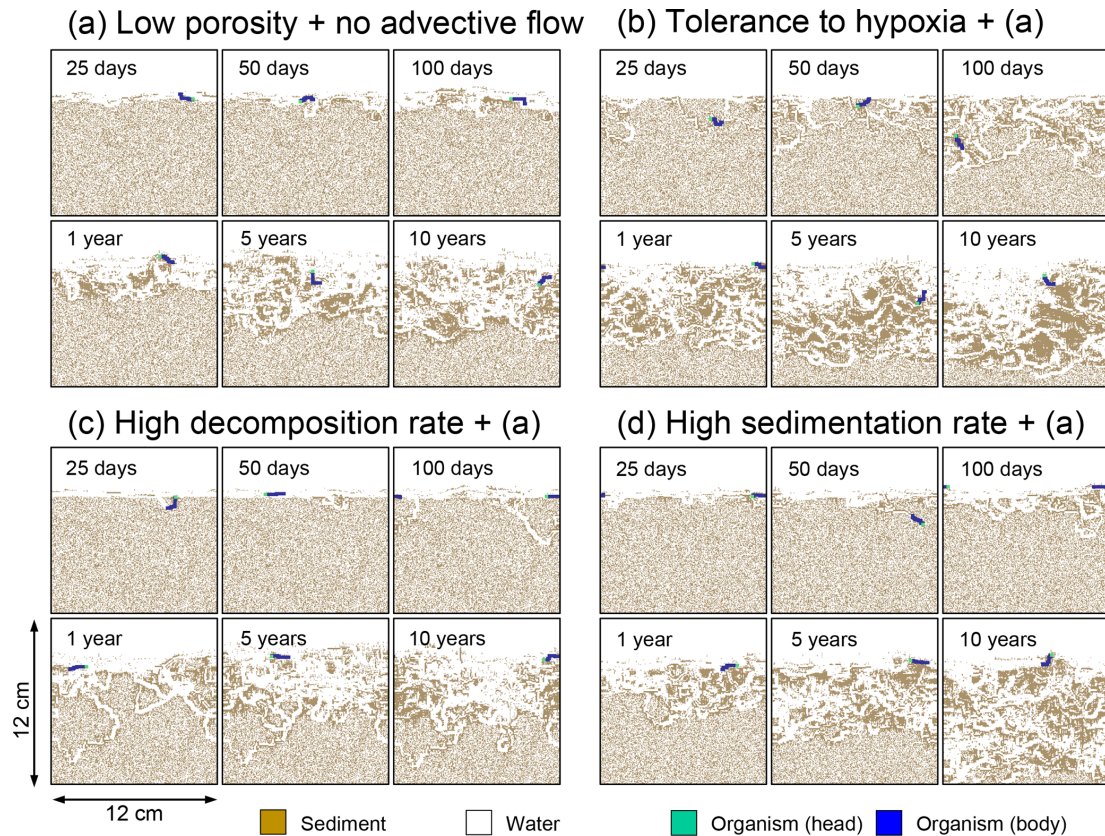 (a) Low porosity + no advective flow
(b) Tolerance to hypoxia + (a)
25 days
50 days
100 days
25 days
50 days
100 days
1 year
5 years
10 years
1 year
5 years
10 years
(c) High decomposition rate + (a)
(d) High sedimentation rate + (a)
25 days
50 days
100 days
25 days
50 days
100 days
1 year
5 years
10 years
1 year
5 years
10 years
12 cm
12 cm
Sediment
Water
Organism (head)
Organism (body)